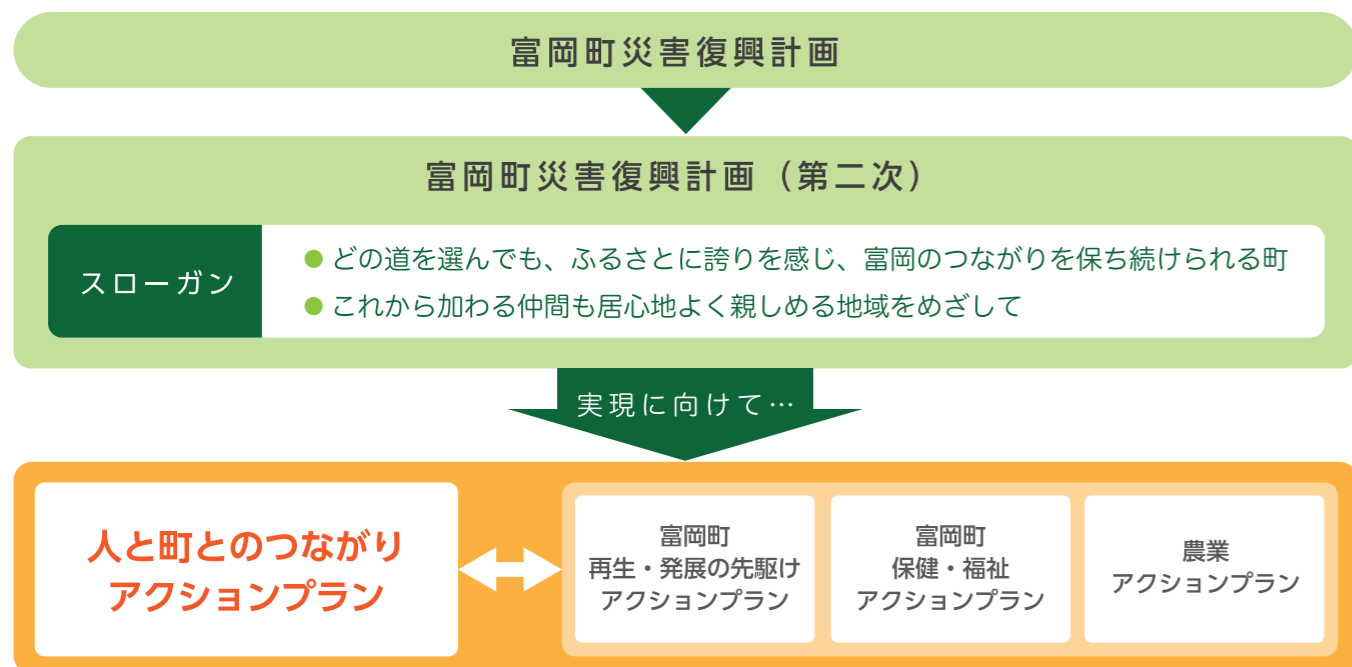 富岡町災害復興計画
富岡町災害復興計画（第二次）
スローガン
● どの道を選んでも、ふるさとに誇りを感じ、富岡のつながりを保ち続けられる町
● これから加わる仲間も居心地よく親しめる地域をめざして
実現に向けて…
人と町とのつながり
アクションプラン
富岡町
再生・発展の先駆け
アクションプラン
富岡町
保健・福祉
アクションプラン
農業
アクションプラン